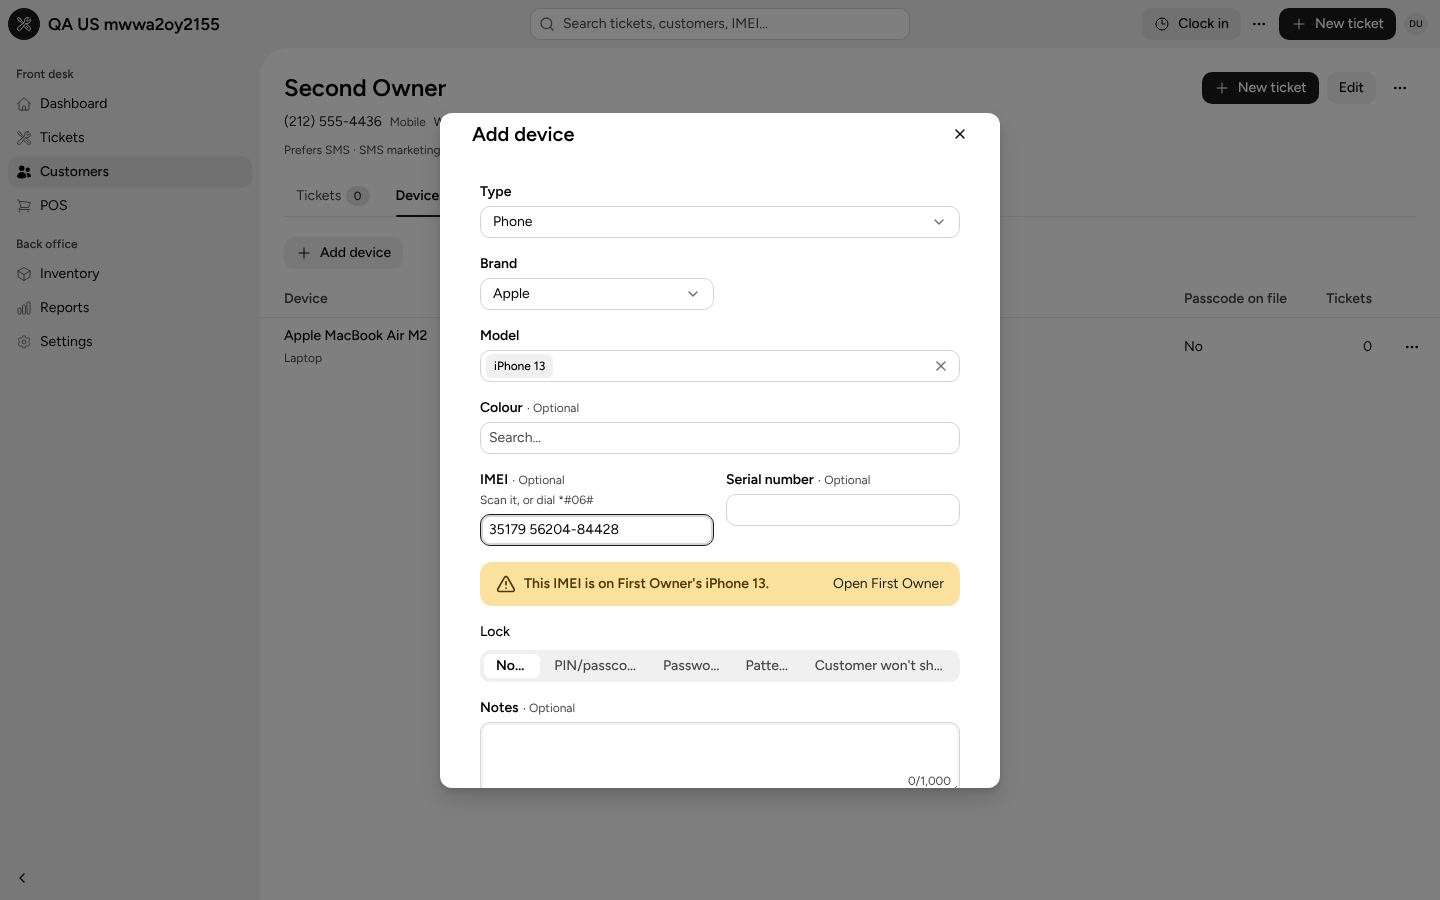 QA US mwwa2oy2155
Search tickets, customers, IMEI...
Clock in
New ticket
DU
Front desk
Dashboard
Tickets
Customers
POS
Back office
Inventory
Reports
Settings
Second Owner
New ticket
Edit
(212) 555-4436 Mobile
Prefers SMS · SMS marketing
Tickets 0
Device
Add device
Device
Passcode on file
Tickets
Apple MacBook Air M2
Laptop
No
0
Add device
Type
Phone
Brand
Apple
Model
iPhone 13
Colour · Optional
Search...
IMEI · Optional
Scan it, or dial *#06#
35179 56204-84428
Serial number · Optional
This IMEI is on First Owner's iPhone 13.
Open First Owner
Lock
No... PIN/passco... Passwo... Patte... Customer won't sh...
Notes · Optional
0/1,000